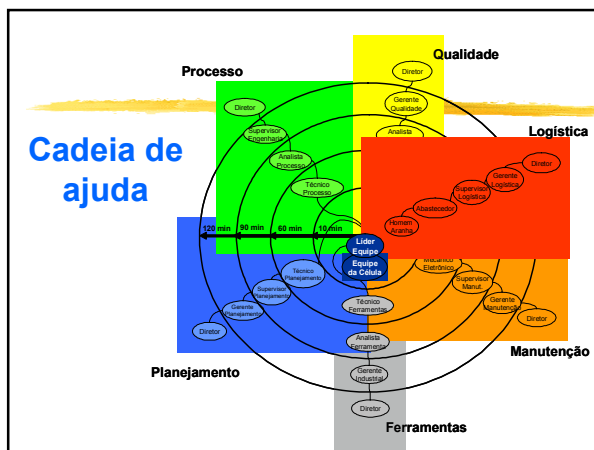 Qualidade
Processo
Diretor
Gerente
Qualidade
Analista
Diretor
Supervisor
Engenharia
Analista
Processo
Técnico
Processo
Cadeia de
ajuda
Logística
Diretor
Gerente
Logística
Supervisor
Logística
Abastecedor
Homem
Aranha
120 min
90 min
60 min
10 min
Líder
Equipe
Equipe
da Célula
Técnico
Planejamento
Supervisor
Planejamento
Gerente
Planejamento
Diretor
Planejamento
Mecânico
Eletrônico
Supervisor
Manut.
Gerente
Manutenção
Diretor
Manutenção
Técnico
Ferramentas
Analista
Ferramenta
Gerente
Industrial
Diretor
Ferramentas